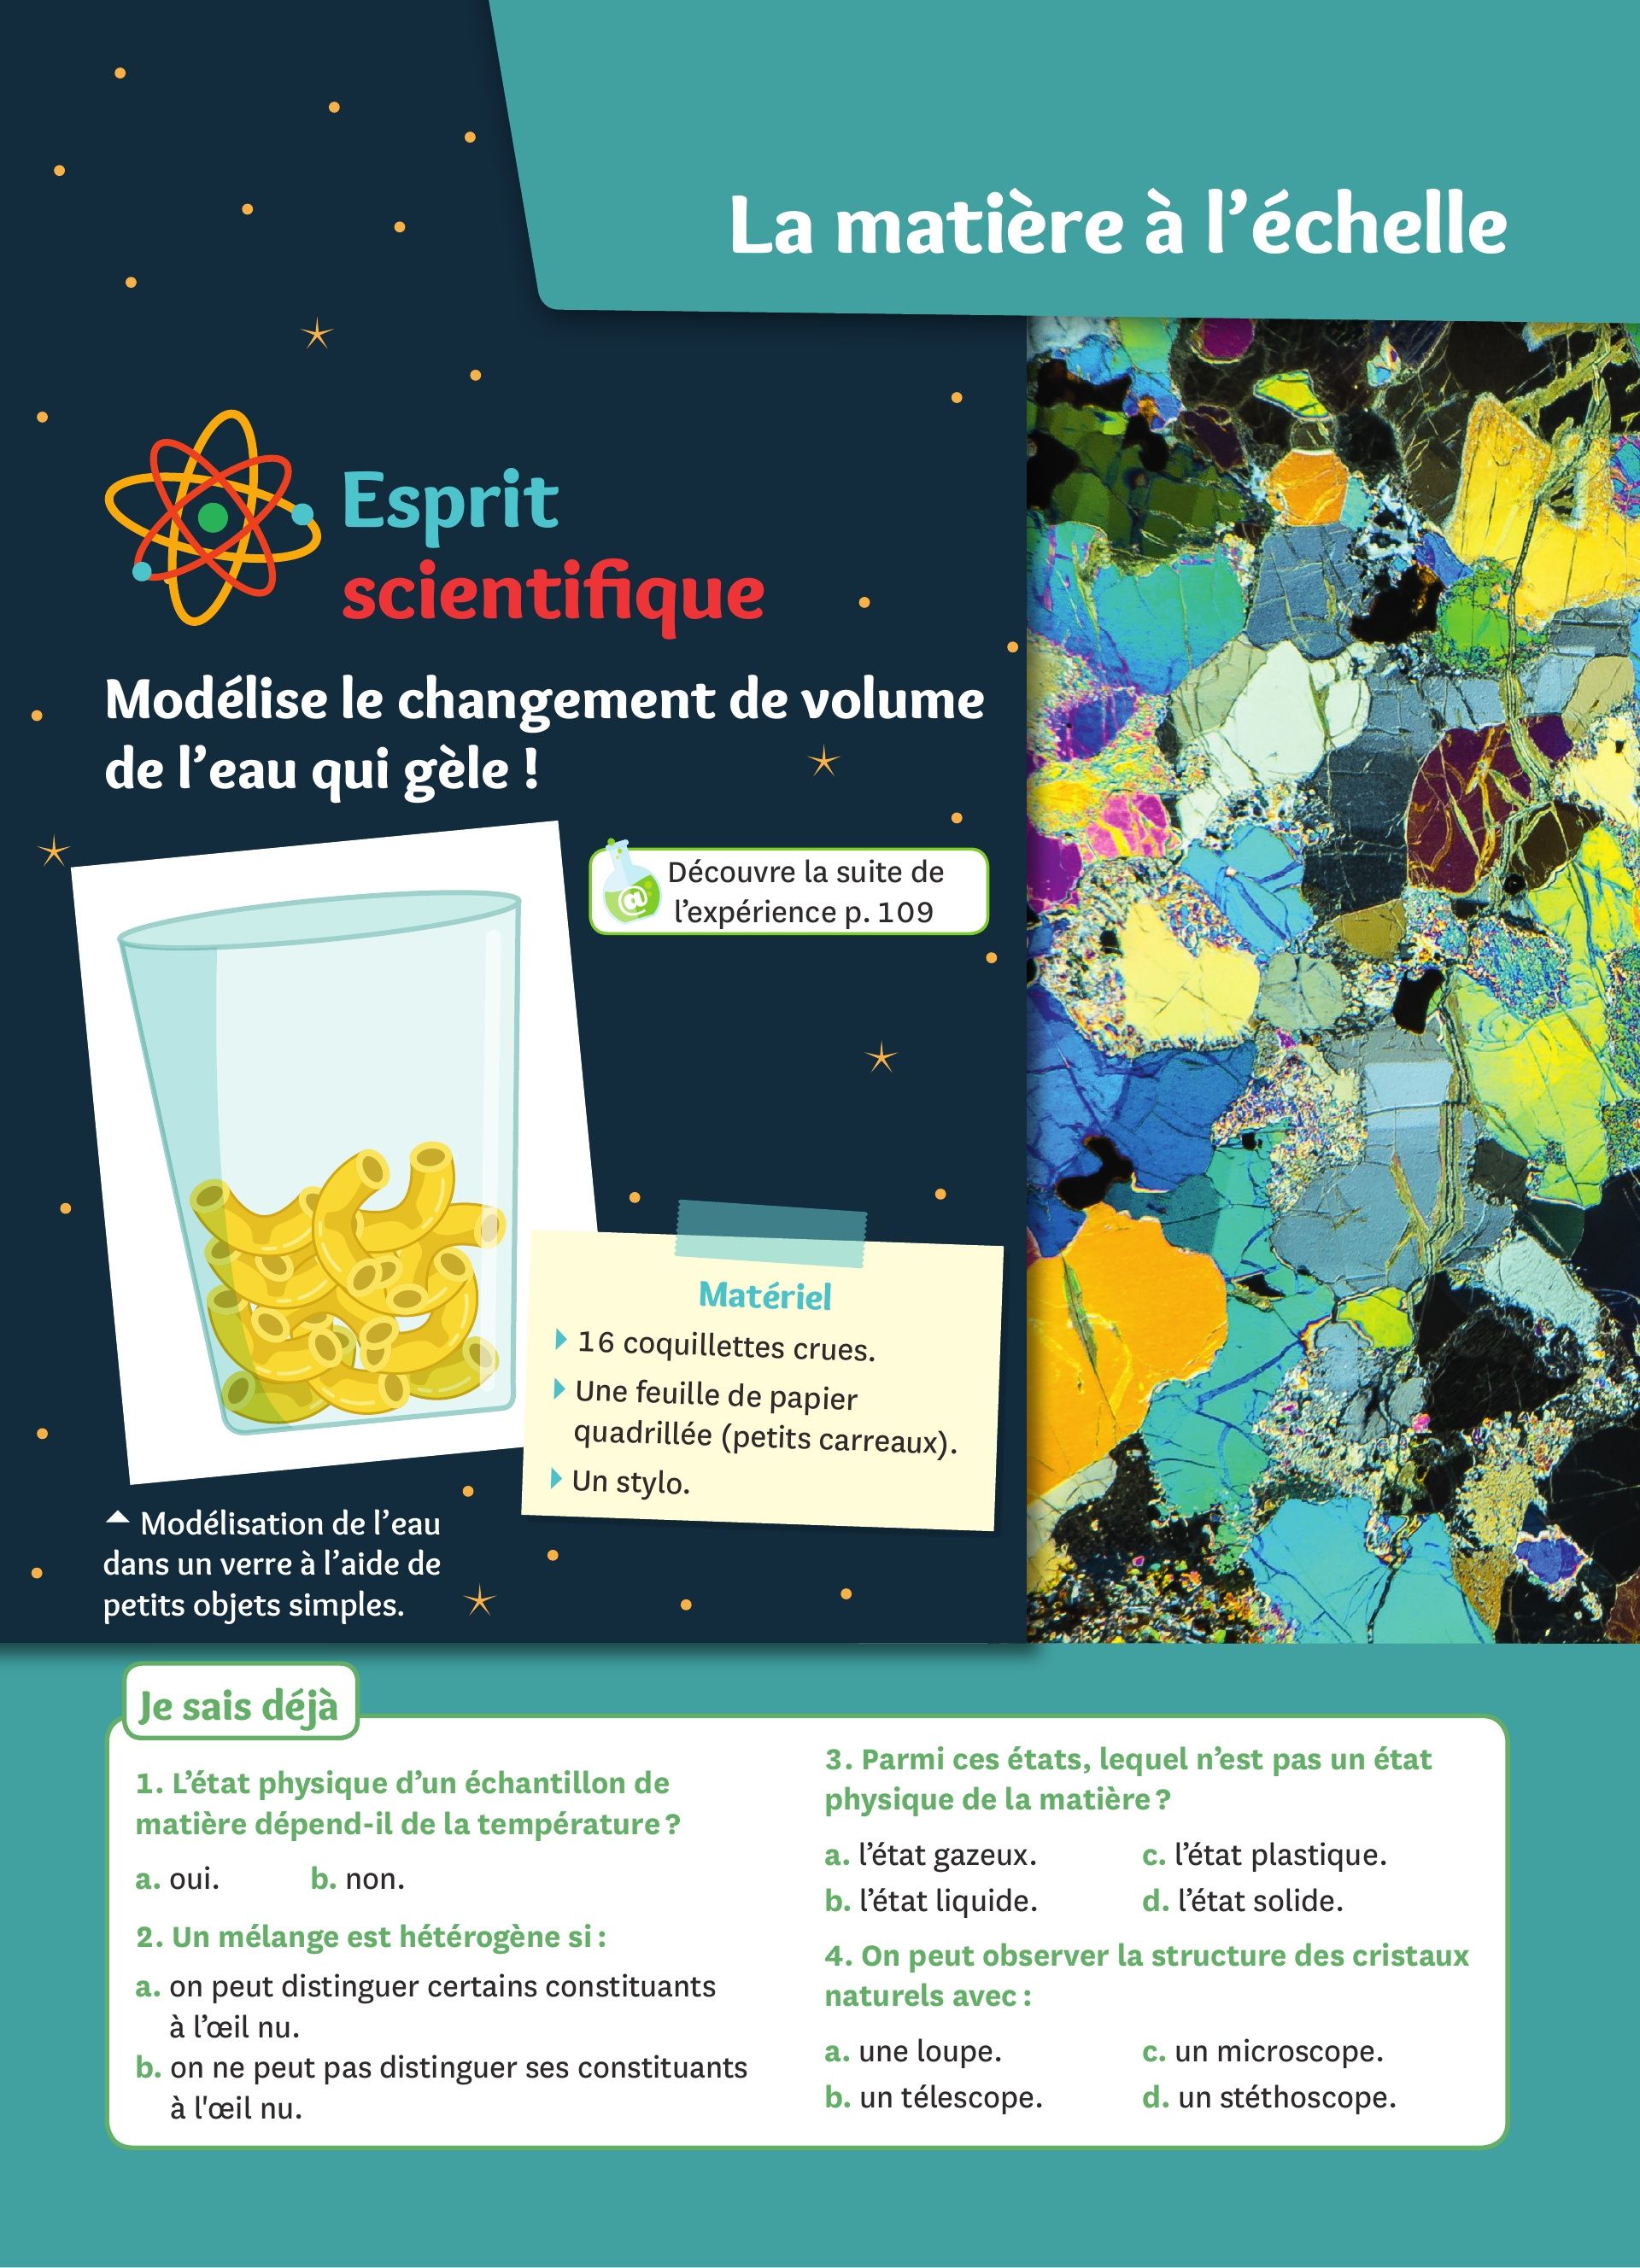 La matière à l’échelle
Esprit
scientifique
Modélise le changement de volume
de l’eau qui gèle !
@
Découvre la suite de
l’expérience p. 109
Matériel
16 coquillettes crues.
Une feuille de papier
quadrillée (petits carreaux).
Un stylo.
Modélisation de l’eau
dans un verre à l’aide de
petits objets simples.
Je sais déjà
1. L’état physique d’un échantillon de
matière dépend-il de la température ?
a. oui. b. non.
2. Un mélange est hétérogène si :
a. on peut distinguer certains constituants
à l’œil nu.
b. on ne peut pas distinguer ses constituants
à l'œil nu.
3. Parmi ces états, lequel n’est pas un état
physique de la matière ?
a. l’état gazeux. c. l’état plastique.
b. l’état liquide. d. l’état solide.
4. On peut observer la structure des cristaux
naturels avec :
a. une loupe. c. un microscope.
b. un télescope. d. un stéthoscope.